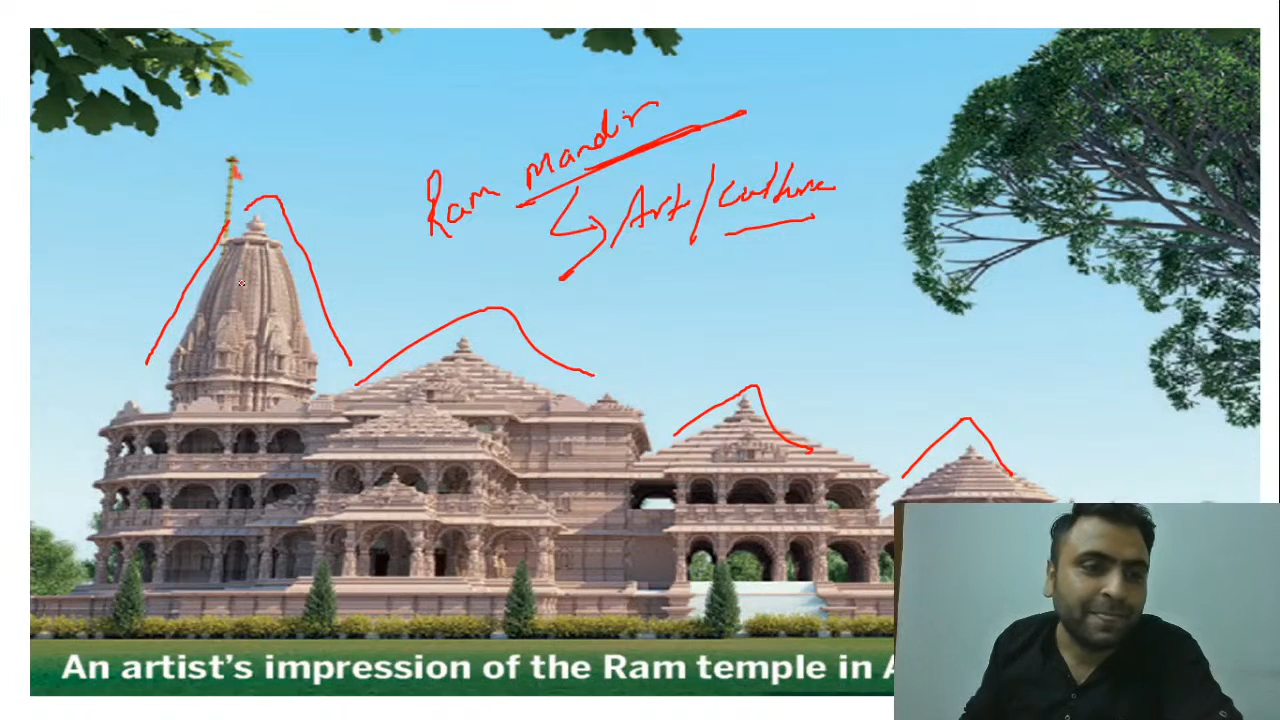 Ram Mandir
Art/culture
An artist's impression of the Ram temple in A